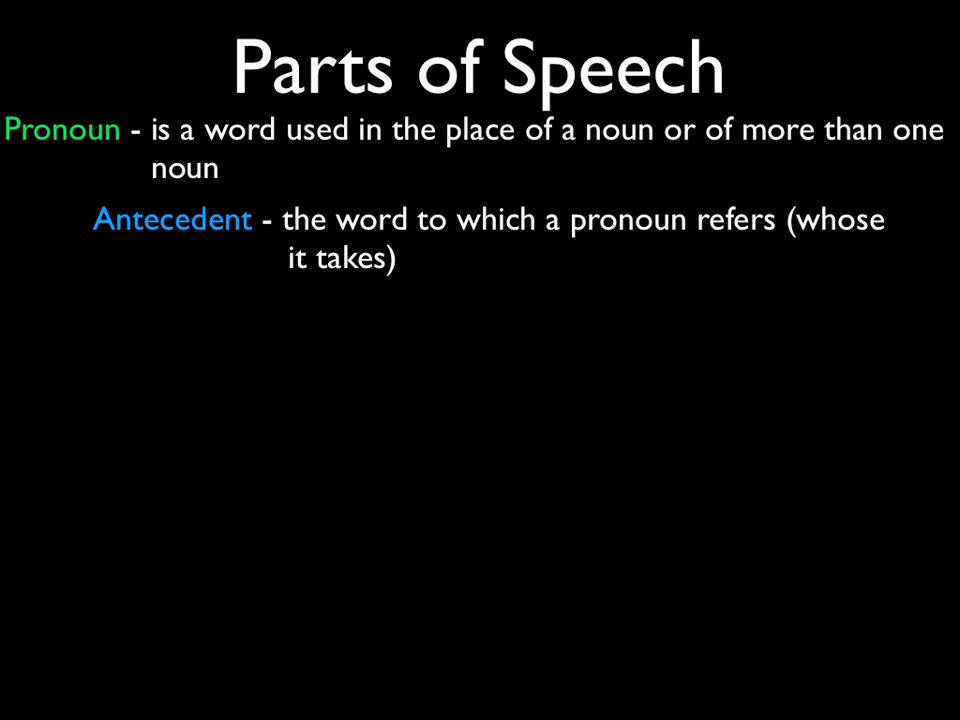 Parts of Speech
Pronoun - is a word used in the place of a noun or of more than one
noun
Antecedent - the word to which a pronoun refers (whose
it takes)